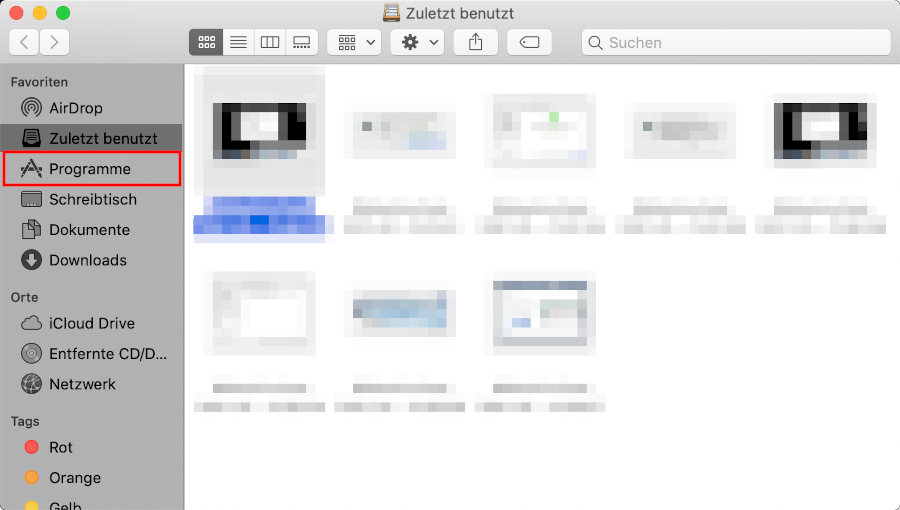 Zuletzt benutzt
Suchen
Favoriten
AirDrop
Zuletzt benutzt
Programme
Schreibtisch
Dokumente
Downloads
Orte
iCloud Drive
Entfernte CD/D...
Netzwerk
Tags
Rot
Orange
Gelb